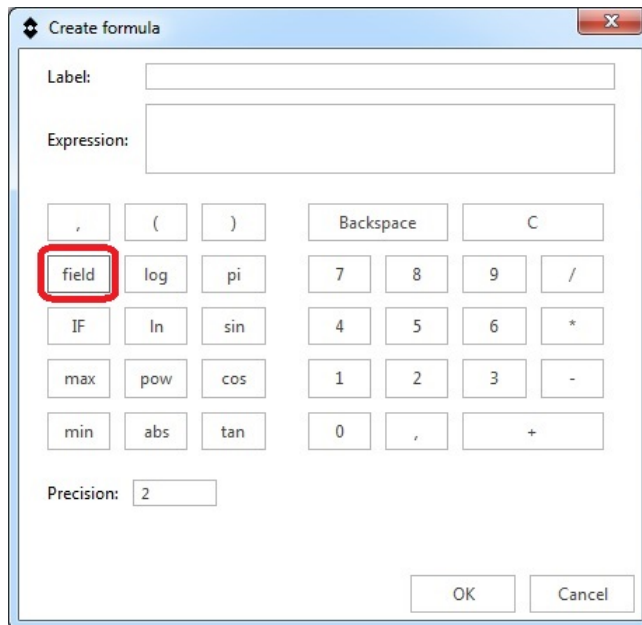 Create formula
Label:
Expression:
, ( ) Backspace C
field log pi 7 8 9 /
IF ln sin 4 5 6 *
max pow cos 1 2 3 -
min abs tan 0 , +
Precision: 2
OK Cancel